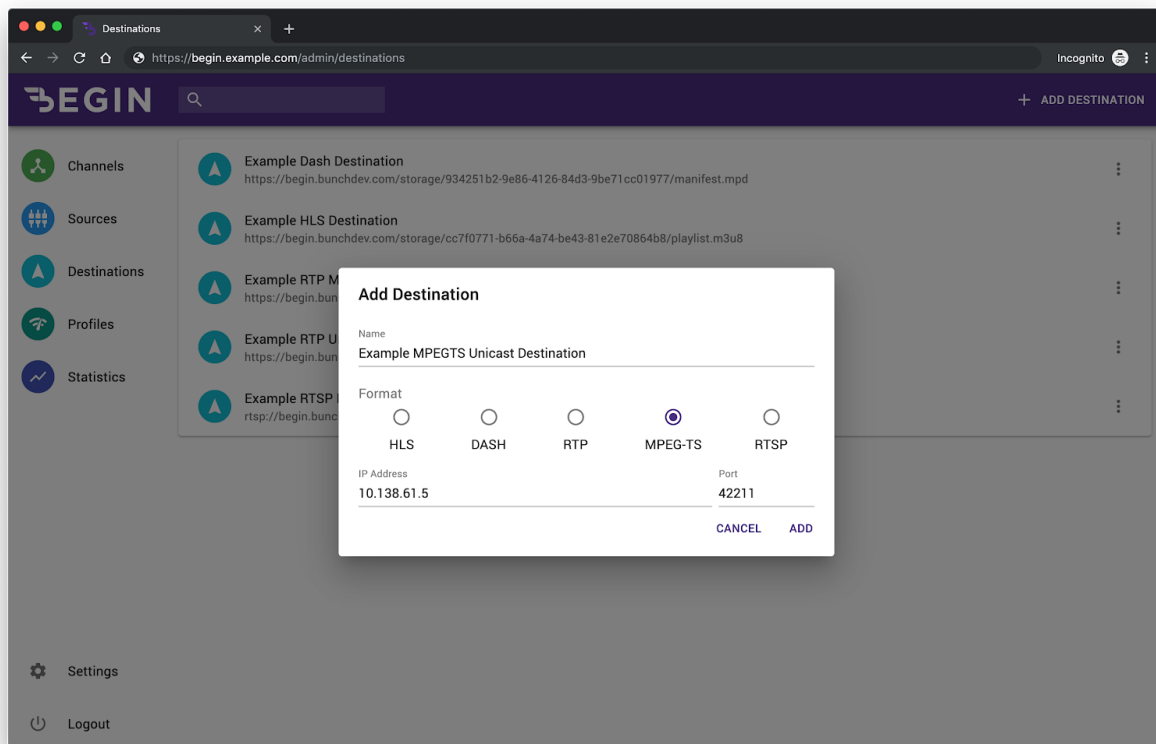 Destinations
https://begin.example.com/admin/destinations
Incognito
BEGIN
ADD DESTINATION
Channels
Sources
Destinations
Profiles
Statistics
Example Dash Destination
https://begin.bunchdev.com/storage/934251b2-9e86-4126-84d3-9be71cc01977/manifest.mpd
Example HLS Destination
https://begin.bunchdev.com/storage/cc7f0771-b66a-4a74-be43-81e2e70864b8/playlist.m3u8
Example RTP M
https://begin.bun
Example RTP U
https://begin.bun
Example RTSP
rtsp://begin.bunc
Add Destination
Name
Example MPEGTS Unicast Destination
Format
HLS DASH RTP MPEG-TS RTSP
IP Address Port
10.138.61.5 42211
CANCEL ADD
Settings
Logout